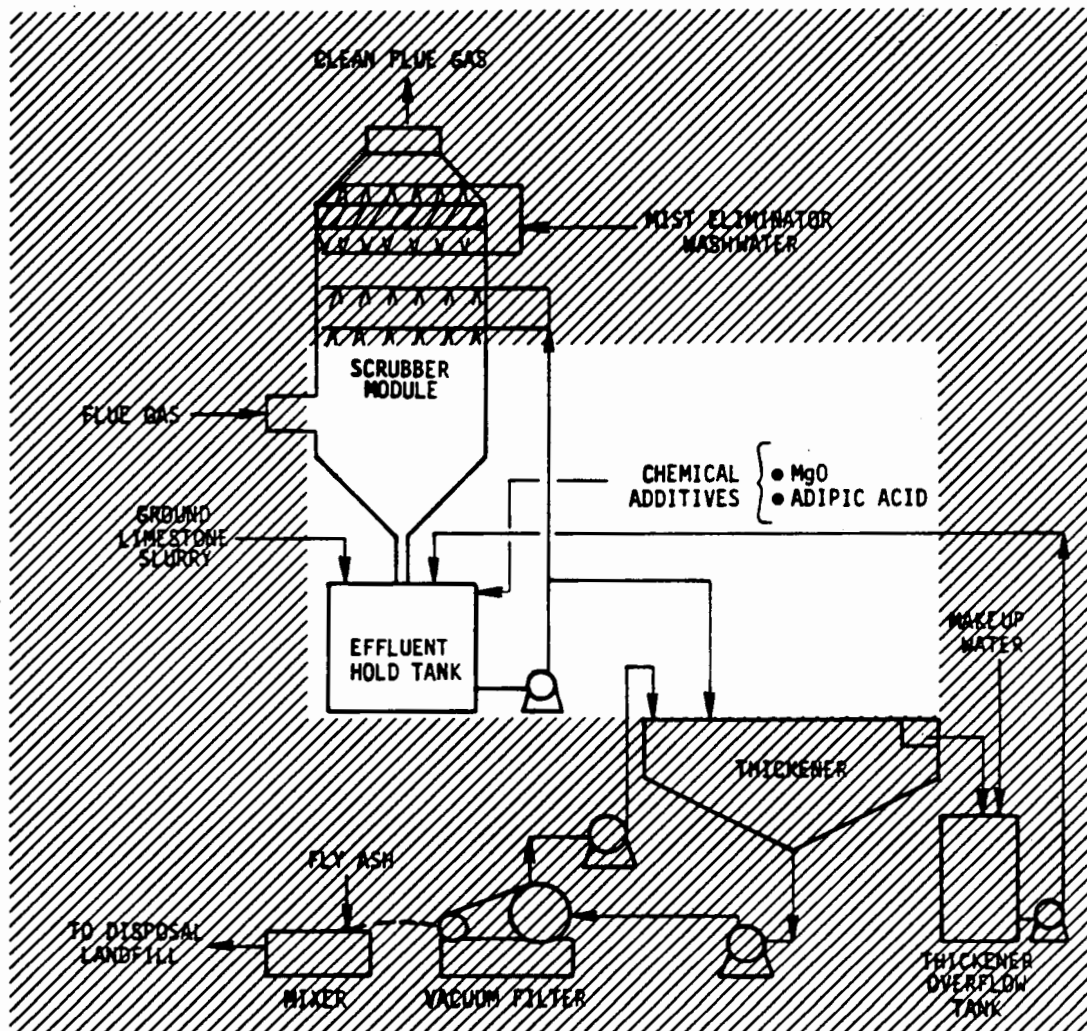 CLEAN FLUE GAS
MIST ELIMINATOR
WASHWATER
SCRUBBER
MODULE
FLUE GAS
CHEMICAL
ADDITIVES
● MgO
● ADIPIC ACID
GROUND
LIMESTONE
SLURRY
EFFLUENT
HOLD TANK
MAKEUP
WATER
THICKENER
FLY ASH
TO DISPOSAL
LANDFILL
MIXER
VACUUM FILTER
THICKENER
OVERFLOW
TANK